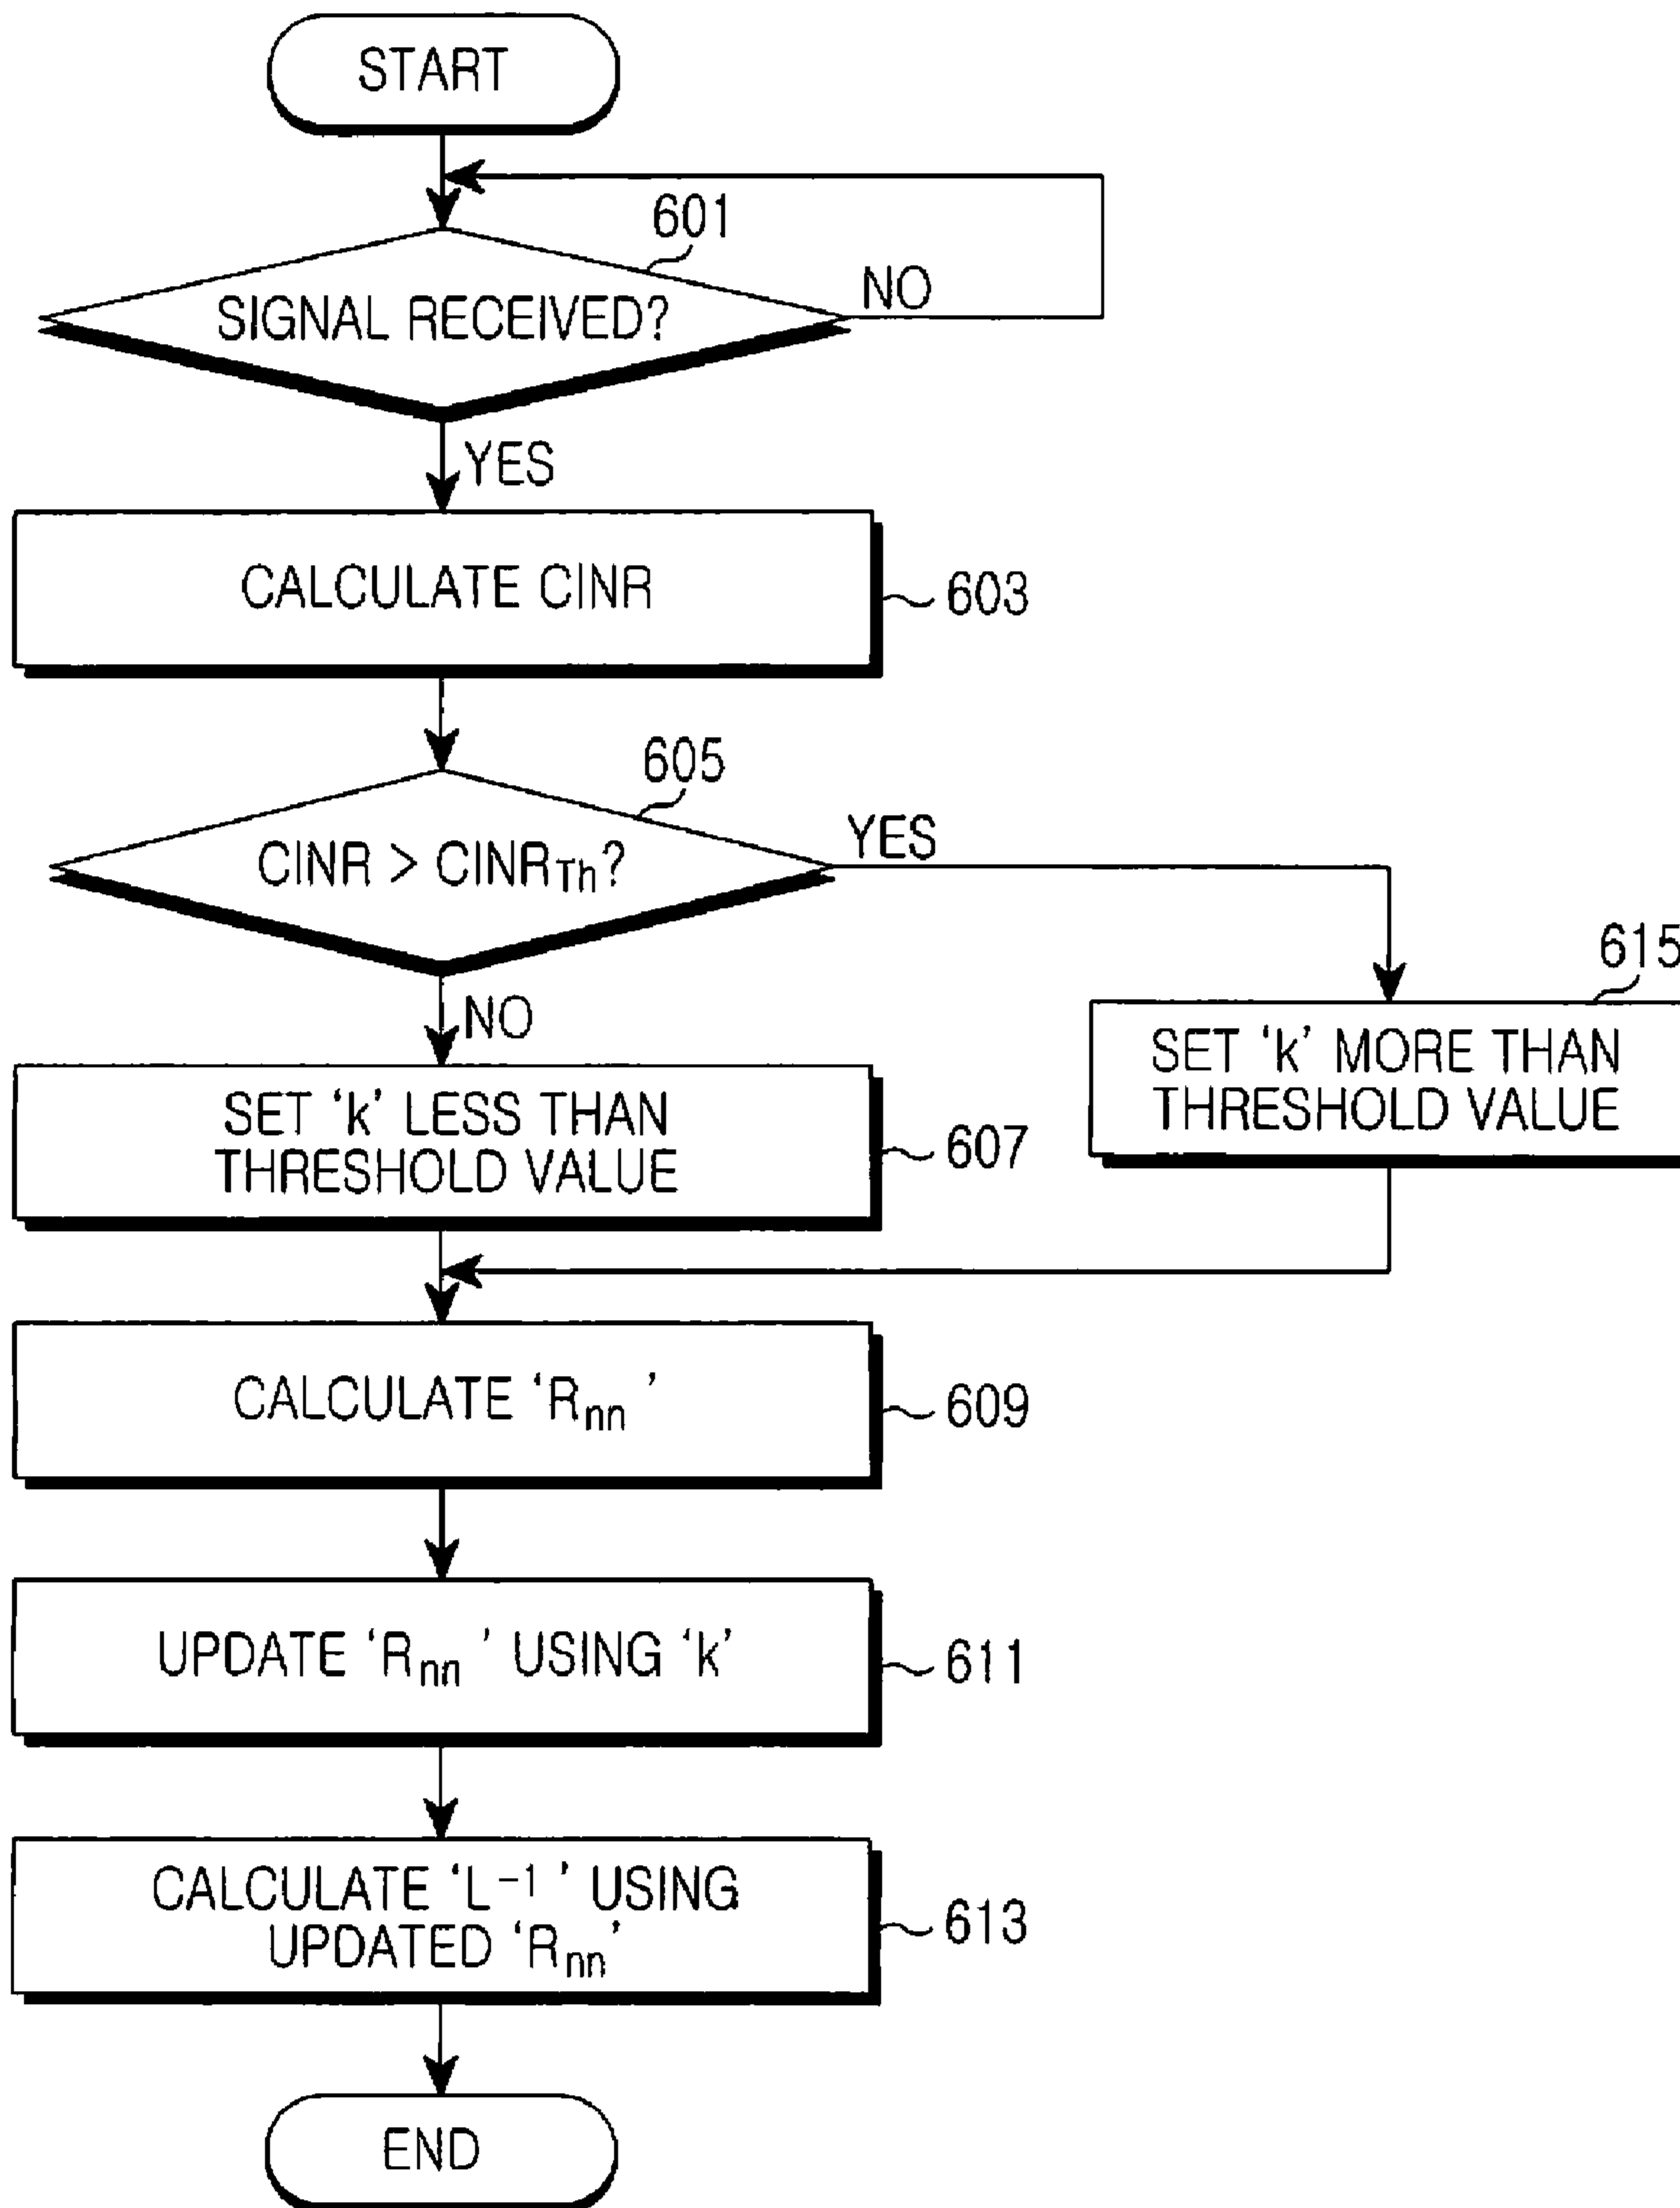 START
601
SIGNAL RECEIVED?
NO
YES
CALCULATE CINR
603
605
CINR > CINRTh?
YES
NO
615
SET ‘k’ MORE THAN
THRESHOLD VALUE
SET ‘k’ LESS THAN
THRESHOLD VALUE
607
CALCULATE ‘Rnn’
609
UPDATE ‘Rnn’ USING ‘k’
611
CALCULATE ‘L⁻¹’ USING
UPDATED ‘Rnn’
613
END